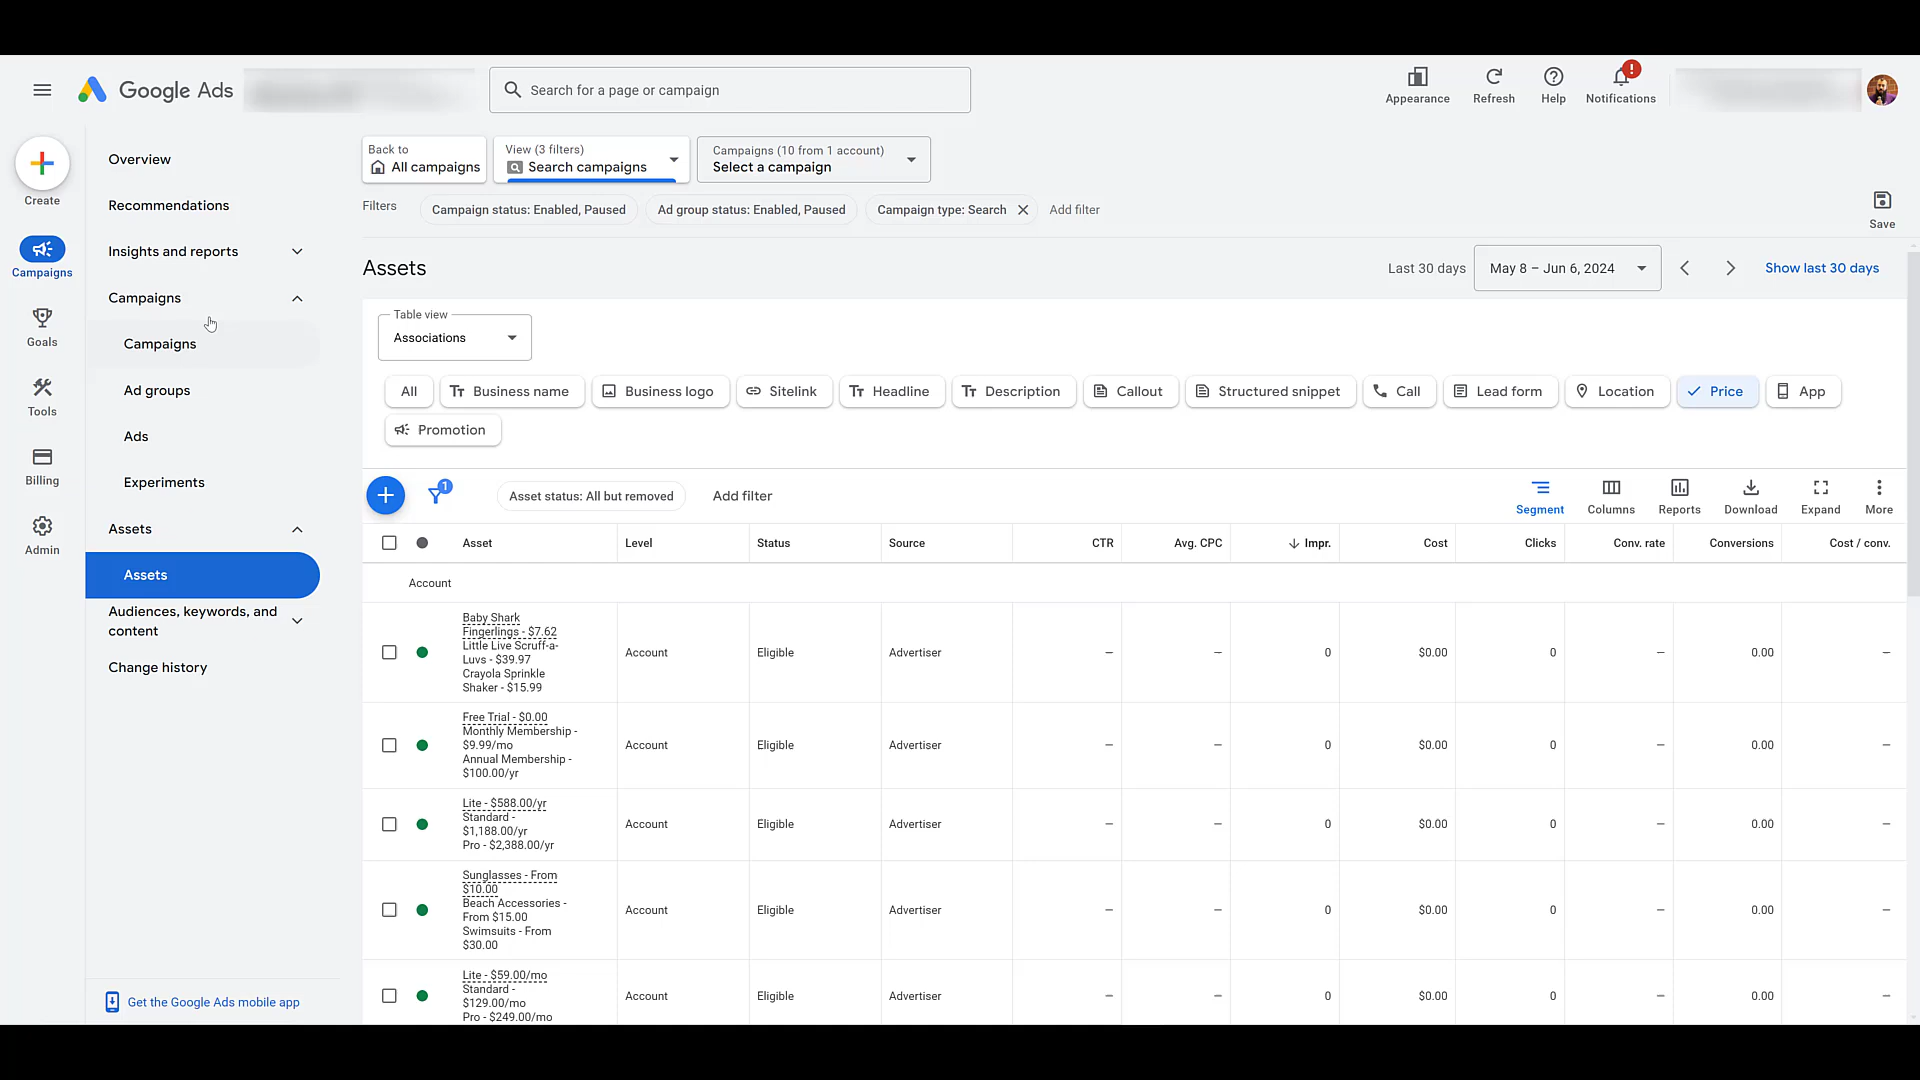 Google Ads
Search for a page or campaign
Appearance
Refresh
Help
!
Notifications
Create
Campaigns
Goals
Tools
Billing
Admin
Overview
Recommendations
Insights and reports
Campaigns
Campaigns
Ad groups
Ads
Experiments
Assets
Assets
Audiences, keywords, and
content
Change history
Get the Google Ads mobile app
Back to
All campaigns
View (3 filters)
Search campaigns
Campaigns (10 from 1 account)
Select a campaign
Filters
Campaign status: Enabled, Paused
Ad group status: Enabled, Paused
Campaign type: Search
Add filter
Save
Assets
Last 30 days
May 8 – Jun 6, 2024
Show last 30 days
Table view
Associations
All
Business name
Business logo
Sitelink
Headline
Description
Callout
Structured snippet
Call
Lead form
Location
Price
App
Promotion
1
Asset status: All but removed
Add filter
Segment
Columns
Reports
Download
Expand
More
Asset Level Status Source CTR Avg. CPC Impr. Cost Clicks Conv. rate Conversions Cost / conv.
Account
Baby Shark
Fingerlings - $7.62
Little Live Scruff-a-
Luvs - $39.97
Crayola Sprinkle
Shaker - $15.99
Account Eligible Advertiser – – 0 $0.00 0 – 0.00 –
Free Trial - $0.00
Monthly Membership -
$9.99/mo
Annual Membership -
$100.00/yr
Account Eligible Advertiser – – 0 $0.00 0 – 0.00 –
Lite - $588.00/yr
Standard -
$1,188.00/yr
Pro - $2,388.00/yr
Account Eligible Advertiser – – 0 $0.00 0 – 0.00 –
Sunglasses - From
$10.00
Beach Accessories -
From $15.00
Swimsuits - From
$30.00
Account Eligible Advertiser – – 0 $0.00 0 – 0.00 –
Lite - $59.00/mo
Standard -
$129.00/mo
Pro - $249.00/mo
Account Eligible Advertiser – – 0 $0.00 0 – 0.00 –